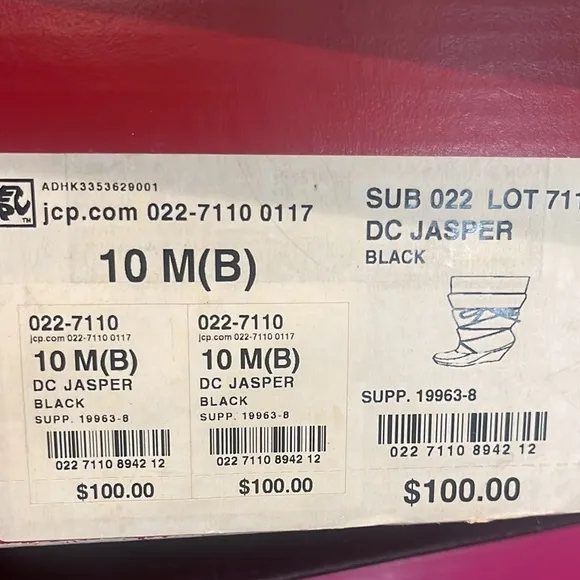 ADHK3353629001
jcp.com 022-7110 0117
10 M(B)
SUB 022 LOT 711
DC JASPER
BLACK
022-7110
jcp.com 022-7110 0117
10 M(B)
DC JASPER
BLACK
SUPP. 19963-8
022 7110 8942 12
$100.00
022-7110
jcp.com 022-7110 0117
10 M(B)
DC JASPER
BLACK
SUPP. 19963-8
022 7110 8942 12
$100.00
SUPP. 19963-8
022 7110 8942 12
$100.00